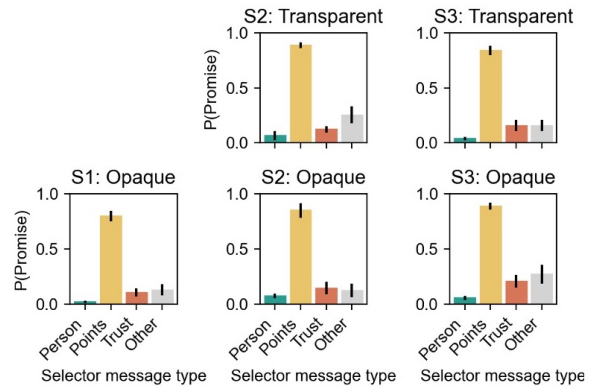 S2: Transparent
S3: Transparent
P(Promise)
1.0
0.5
0.0
1.0
0.5
0.0
S1: Opaque
S2: Opaque
S3: Opaque
P(Promise)
1.0
0.5
0.0
1.0
0.5
0.0
1.0
0.5
0.0
Person
Points
Trust
Other
Person
Points
Trust
Other
Person
Points
Trust
Other
Selector message type
Selector message type
Selector message type